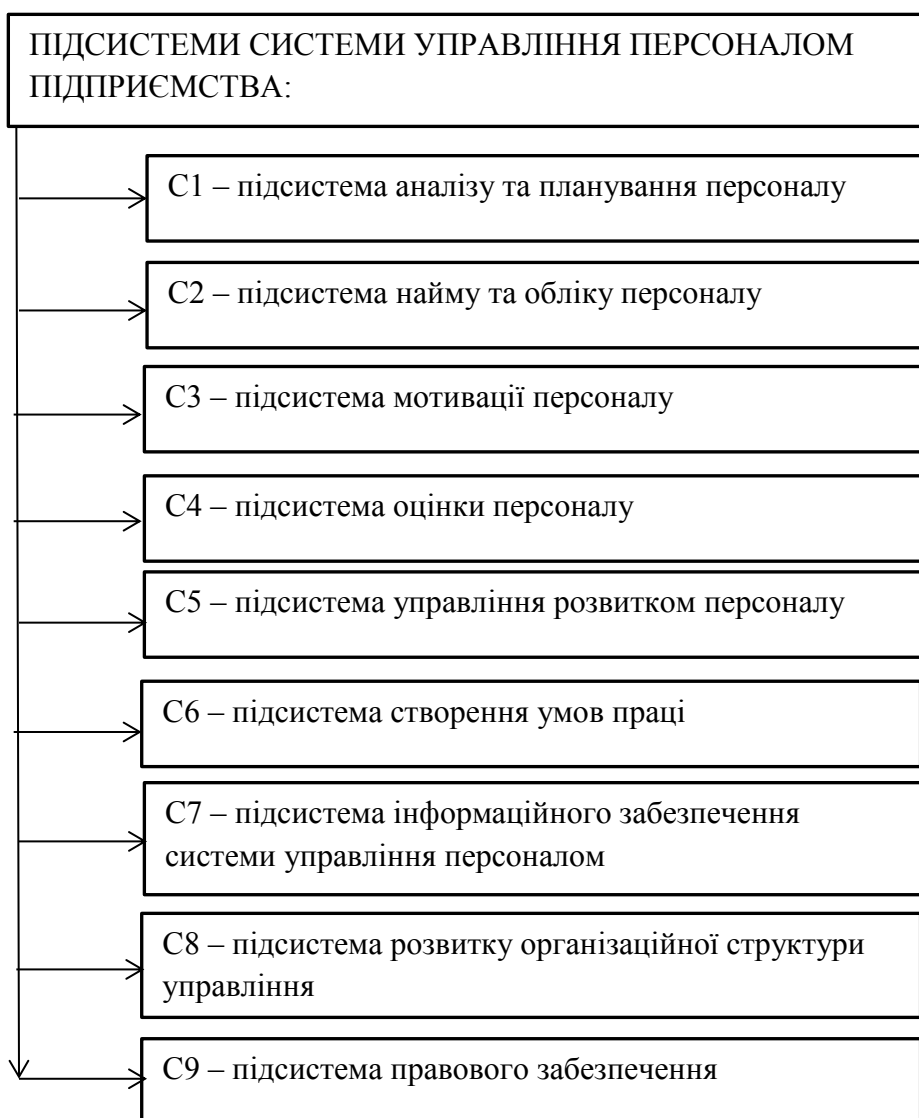 ПІДСИСТЕМИ СИСТЕМИ УПРАВЛІННЯ ПЕРСОНАЛОМ
ПІДПРИЄМСТВА:
С1 – підсистема аналізу та планування персоналу
С2 – підсистема найму та обліку персоналу
С3 – підсистема мотивації персоналу
С4 – підсистема оцінки персоналу
С5 – підсистема управління розвитком персоналу
С6 – підсистема створення умов праці
С7 – підсистема інформаційного забезпечення
системи управління персоналом
С8 – підсистема розвитку організаційної структури
управління
С9 – підсистема правового забезпечення